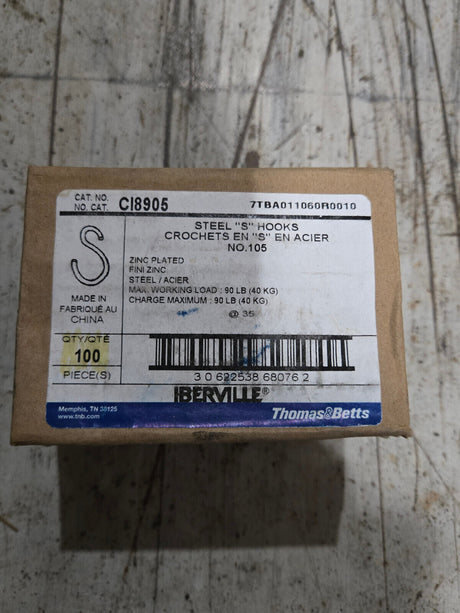 CAT. NO.
NO. CAT.
CI8905
7TBA011060R0010
STEEL "S" HOOKS
CROCHETS EN "S" EN ACIER
NO.105
ZINC PLATED
FINI ZINC
STEEL / ACIER
MAX. WORKING LOAD : 90 LB (40 KG)
CHARGE MAXIMUM : 90 LB (40 KG)
@ 35
MADE IN
FABRIQUÉ AU
CHINA
QTY/QTÉ
100
PIECE(S)
3 0 622538 68076 2
IBERVILLE®
Memphis, TN 38125
www.tnb.com
Thomas&Betts